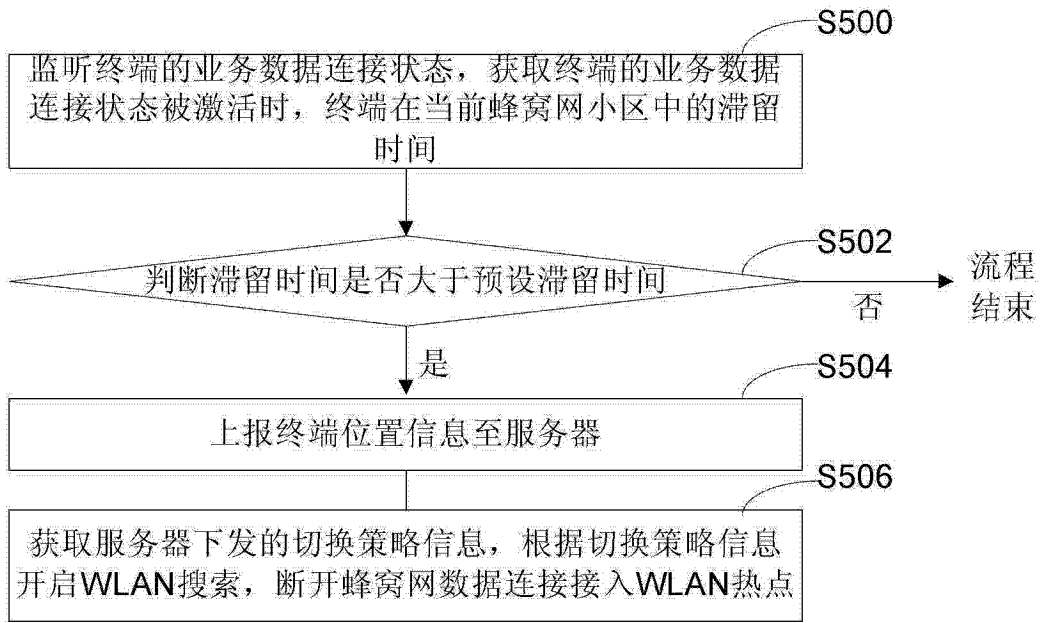 S500
监听终端的业务数据连接状态，获取终端的业务数据
连接状态被激活时，终端在当前蜂窝网小区中的滞留
时间
S502
判断滞留时间是否大于预设滞留时间
否
流程
结束
是
S504
上报终端位置信息至服务器
S506
获取服务器下发的切换策略信息，根据切换策略信息
开启WLAN搜索，断开蜂窝网数据连接接入WLAN热点